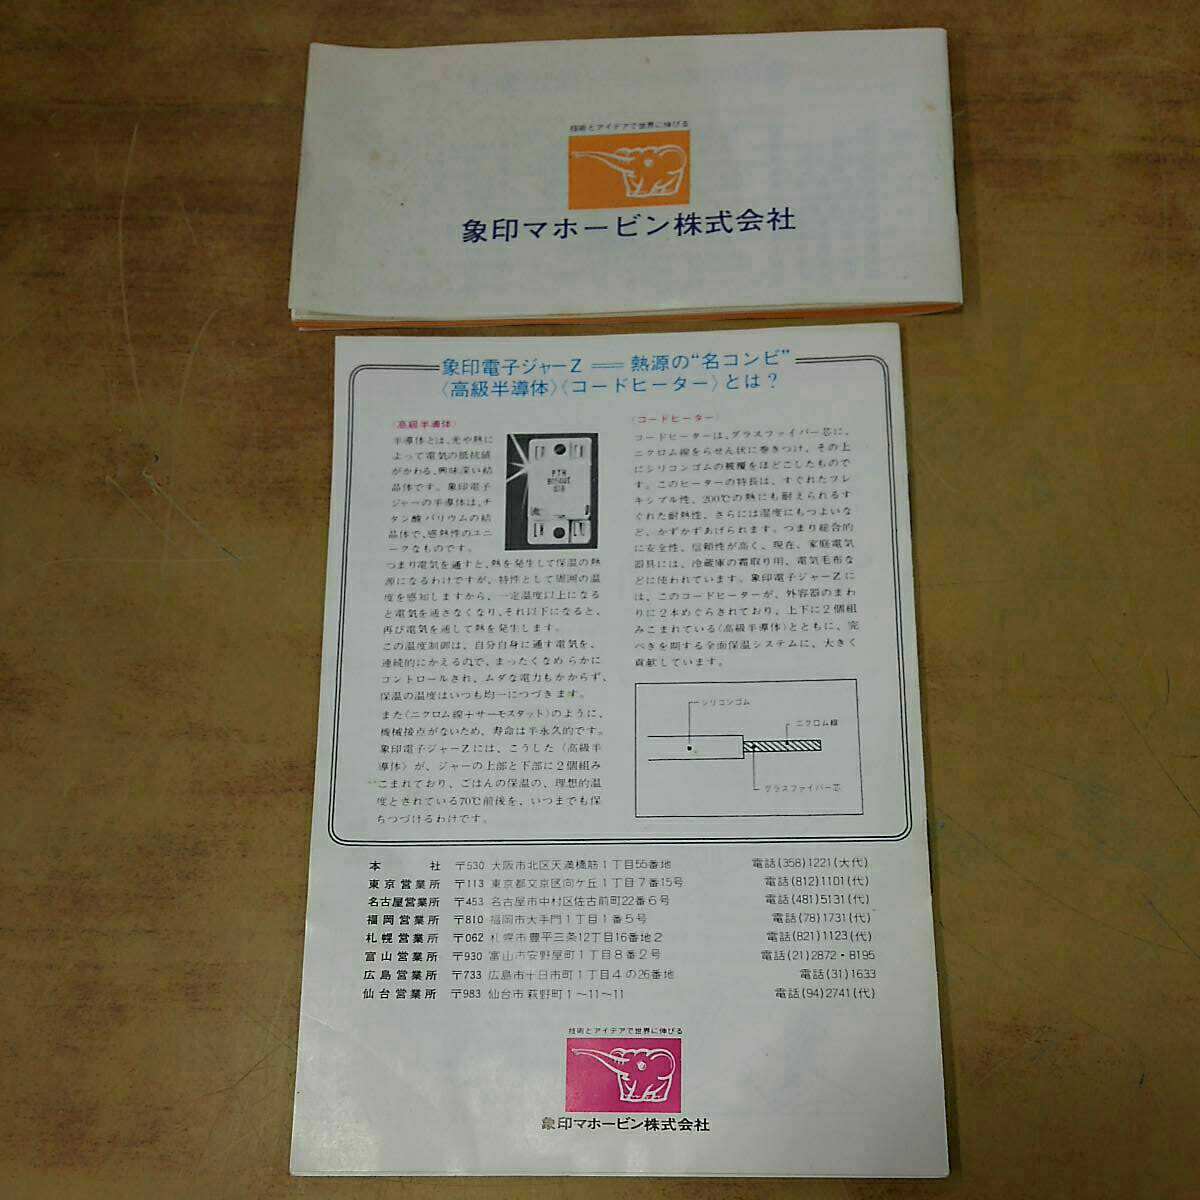 技術とアイデアで世界に伸びる
象印マホービン株式会社
象印電子ジャーZ══熱源の“名コンビ”
〈高級半導体〉〈コードヒーター〉とは？
〈高級半導体〉
半導体とは、光や熱に
よって電気の抵抗値
がかわる、興味深い結
晶体です。象印電子
ジャーの半導体は、チ
タン酸バリウムの結
晶体で、感熱性のユニ
ークなものです。
PTH
つまり電気を通すと、熱を発生して保温の熱
源になるわけですが、特性として周囲の温
度を感知しますから、一定温度以上になる
と電気を通さなくなり、それ以下になると、
再び電気を通して熱を発生します。
この温度制御は、自分自身に通す電気を、
連続的にかえるので、まったくなめらかに
コントロールされ、ムダな電力もかからず、
保温の温度はいつも均一につづきます。
また〈ニクロム線＋サーモスタット〉のように、
機械接点がないため、寿命は半永久的です。
象印電子ジャーZには、こうした〈高級半
導体〉が、ジャーの上部と下部に2個組み
こまれており、ごはんの保温の、理想的温
度とされている70℃前後を、いつまでも保
ちつづけるわけです。
〈コードヒーター〉
コードヒーターは、グラスファイバー芯に、
ニクロム線をらせん状に巻きつけ、その上
にシリコンゴムの被覆をほどこしたもので
す。このヒーターの特長は、すぐれたフレ
キシブル性、200℃の熱にも耐えられるす
ぐれた耐熱性、さらには湿度にもつよいな
ど、かずかずあげられます。つまり総合的
に安全性、信頼性が高く、現在、家庭電気
器具には、冷蔵庫の霜取り用、電気毛布な
どに使われています。象印電子ジャーZに
は、このコードヒーターが、外容器のまわ
りに2本めぐらされており、上下に2個組
みこまれている〈高級半導体〉とともに、完
ぺきを期する全面保温システムに、大きく
貢献しています。
シリコンゴム
ニクロム線
グラスファイバー芯
本 社 〒530 大阪市北区天満橋筋1丁目55番地 電話(358)1221(大代)
東京営業所 〒113 東京都文京区向ケ丘1丁目7番15号 電話(812)1101(代)
名古屋営業所 〒453 名古屋市中村区佐古前町22番6号 電話(481)5131(代)
福岡営業所 〒810 福岡市大手門1丁目1番5号 電話(78)1731(代)
札幌営業所 〒062 札幌市豊平三条12丁目16番地2 電話(821)1123(代)
富山営業所 〒930 富山市安野屋町1丁目8番2号 電話(21)2872・8195
広島営業所 〒733 広島市十日市町1丁目4の26番地 電話(31)1633
仙台営業所 〒983 仙台市萩野町1～11～11 電話(94)2741(代)
技術とアイデアで世界に伸びる
象印マホービン株式会社